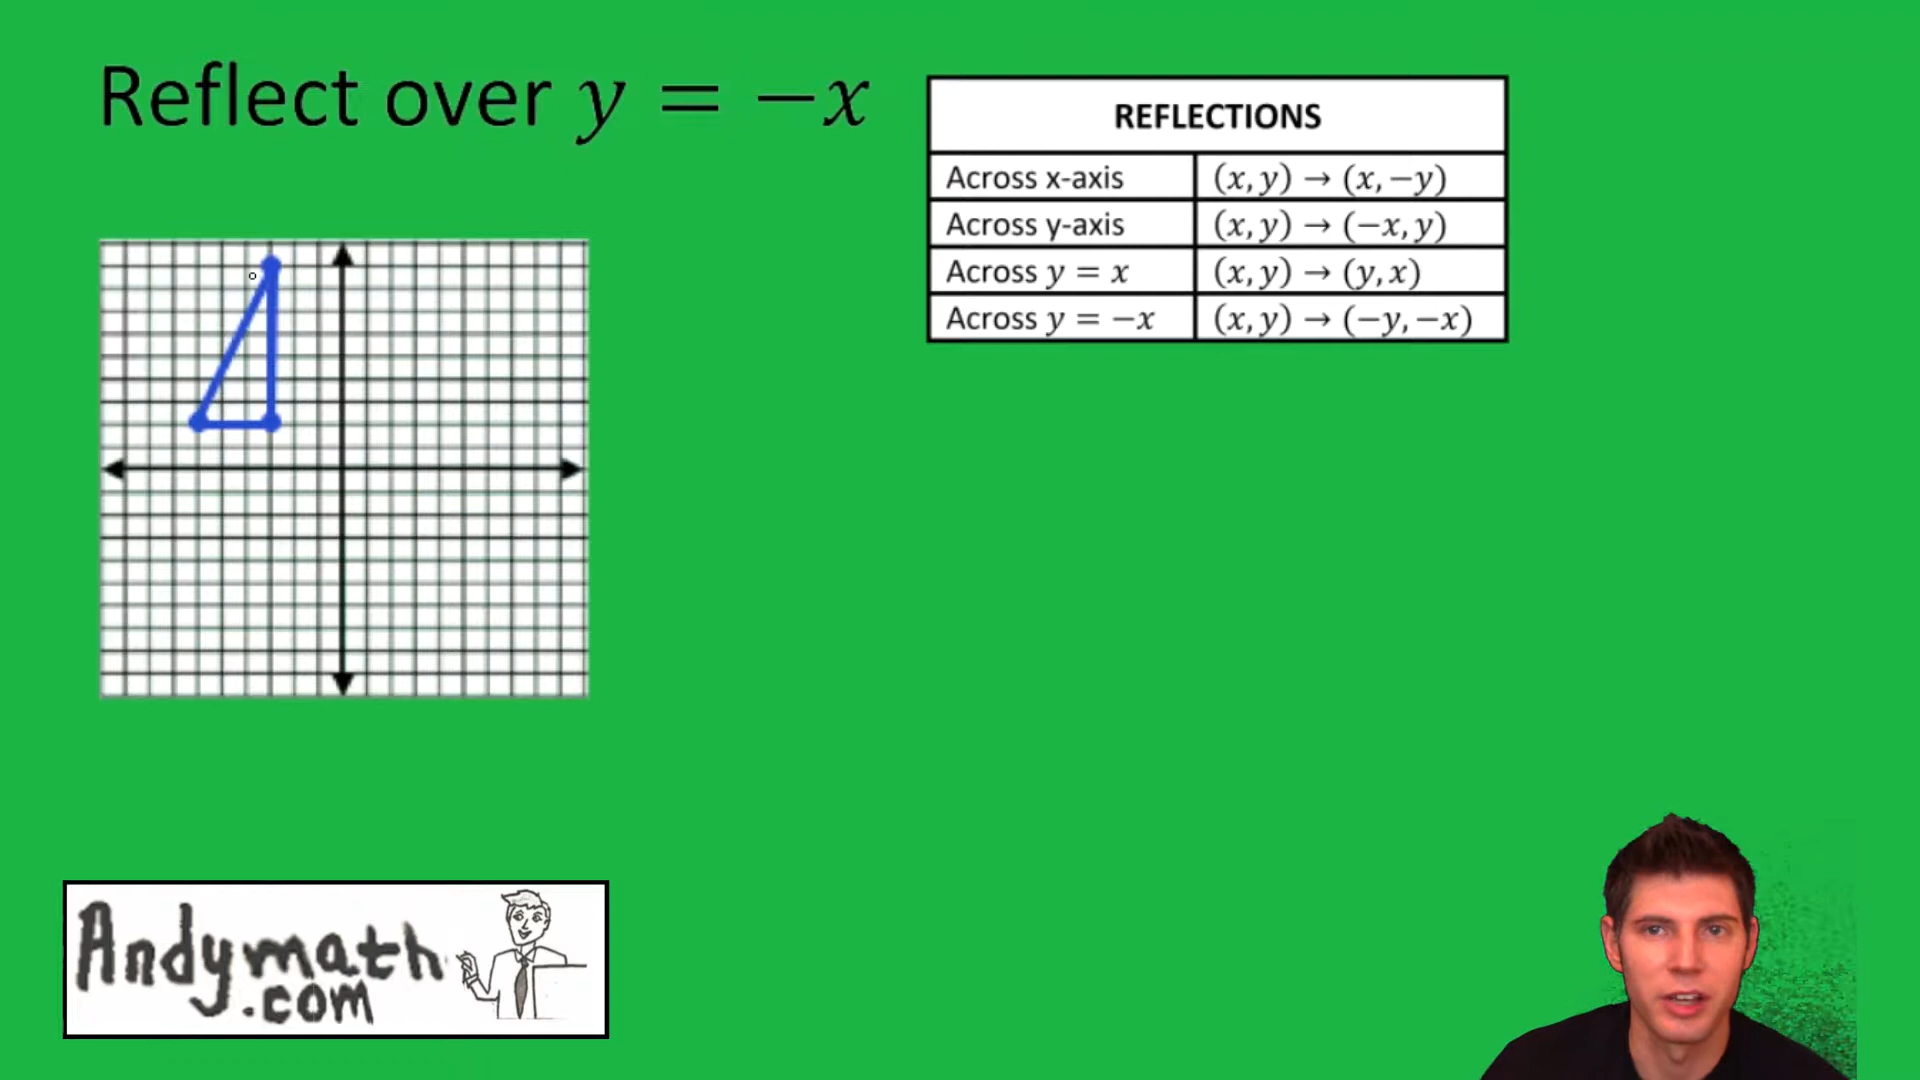 Reflect over y = −x
REFLECTIONS
Across x-axis (x, y) → (x, −y)
Across y-axis (x, y) → (−x, y)
Across y = x (x, y) → (y, x)
Across y = −x (x, y) → (−y, −x)
Andymath
.com